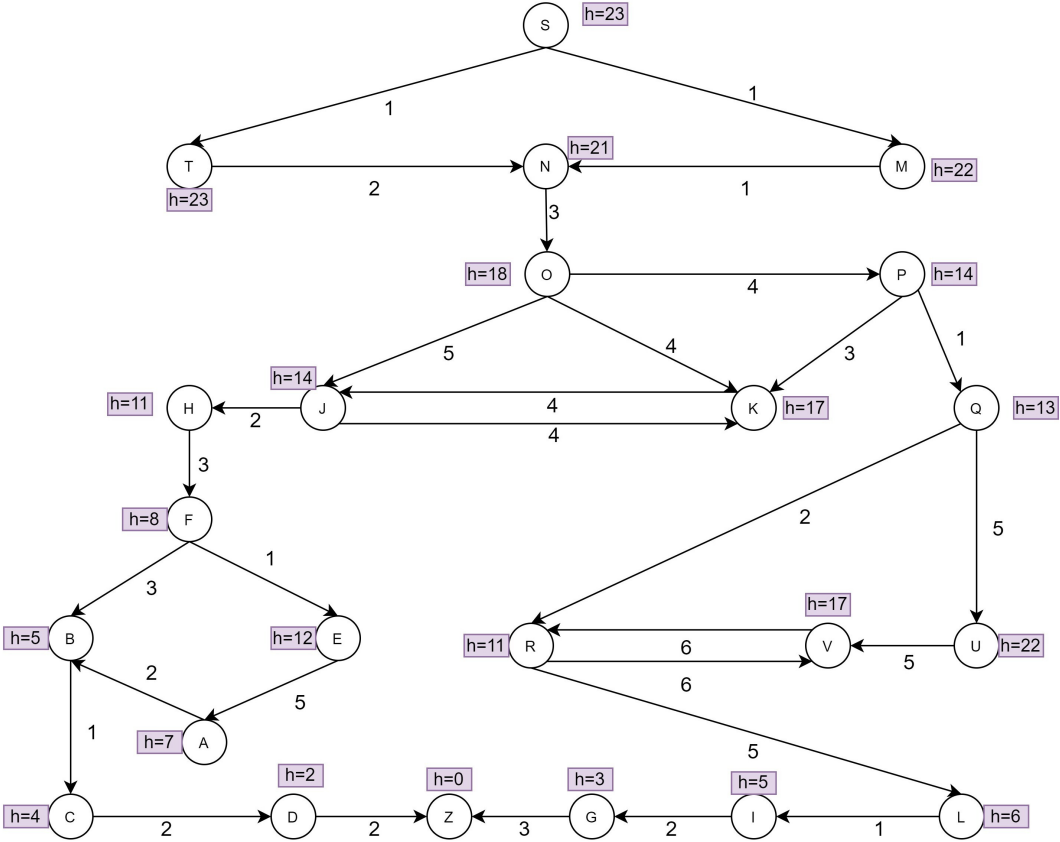 S
h=23
1
1
T
h=23
2
N
h=21
1
M
h=22
3
h=18
O
4
P
h=14
5
4
3
1
h=11
H
2
h=14
J
4
4
K
h=17
Q
h=13
3
h=8
F
2
5
3
1
h=17
h=5
B
h=12
E
h=11
R
6
V
5
U
h=22
2
5
6
1
h=7
A
5
h=4
C
2
h=2
D
2
h=0
Z
3
h=3
G
2
h=5
I
1
L
h=6